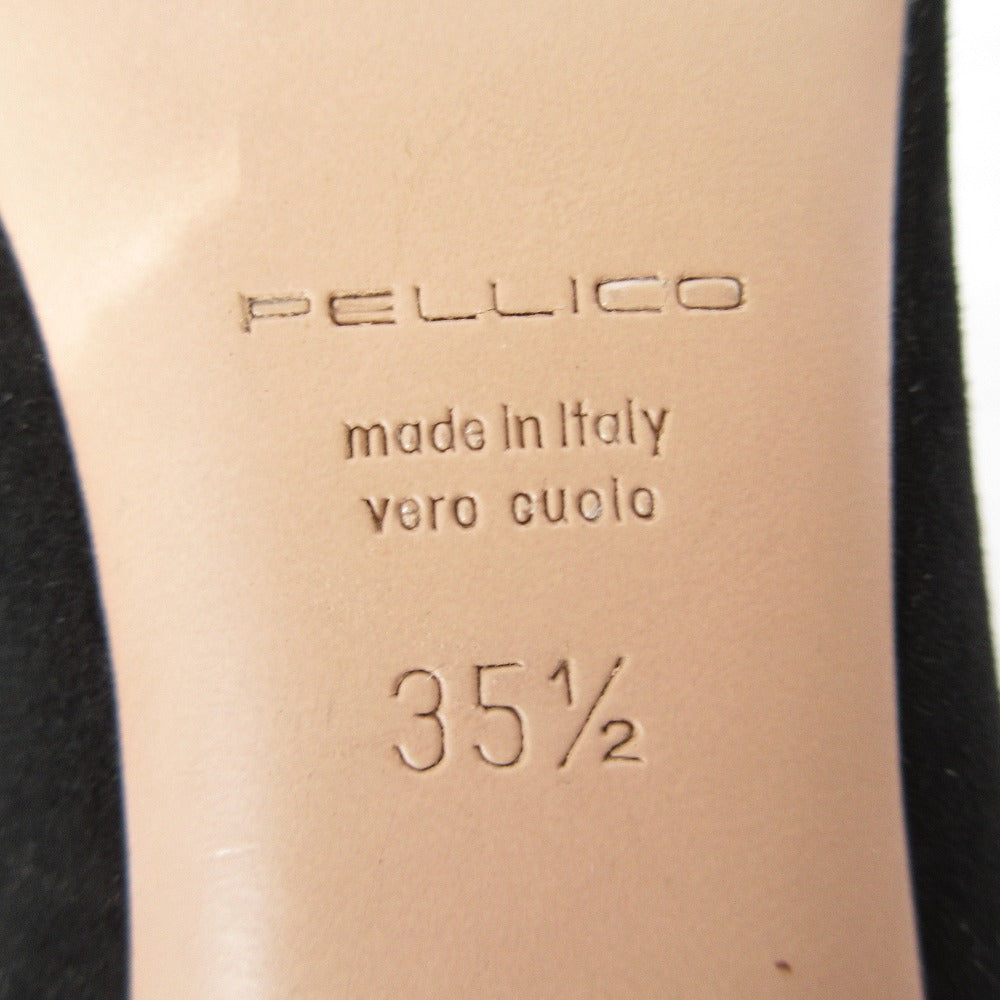 PELLICO
made in Italy
vero cuoio
35½